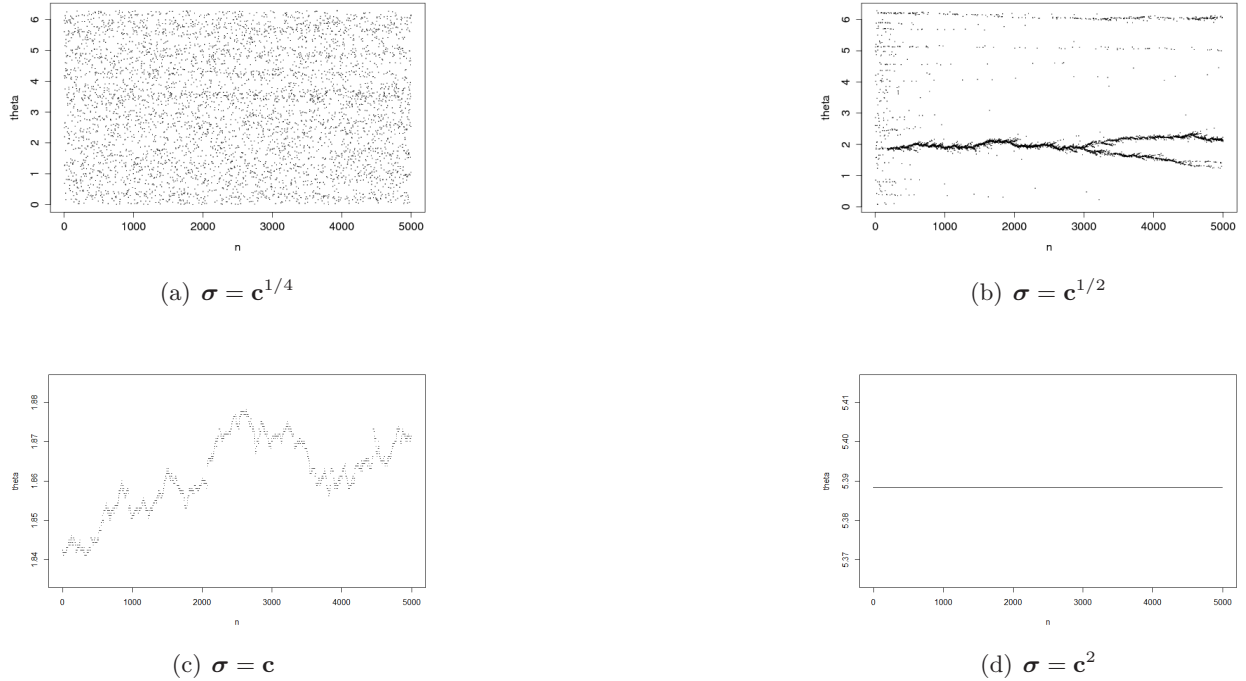 theta
0 1 2 3 4 5 6
0 1000 2000 3000 4000 5000
n
(a) σ = c^{1/4}
theta
0 1 2 3 4 5 6
0 1000 2000 3000 4000 5000
n
(b) σ = c^{1/2}
theta
1.84 1.85 1.86 1.87 1.88
0 1000 2000 3000 4000 5000
n
(c) σ = c
theta
5.37 5.38 5.39 5.40 5.41
0 1000 2000 3000 4000 5000
n
(d) σ = c^2